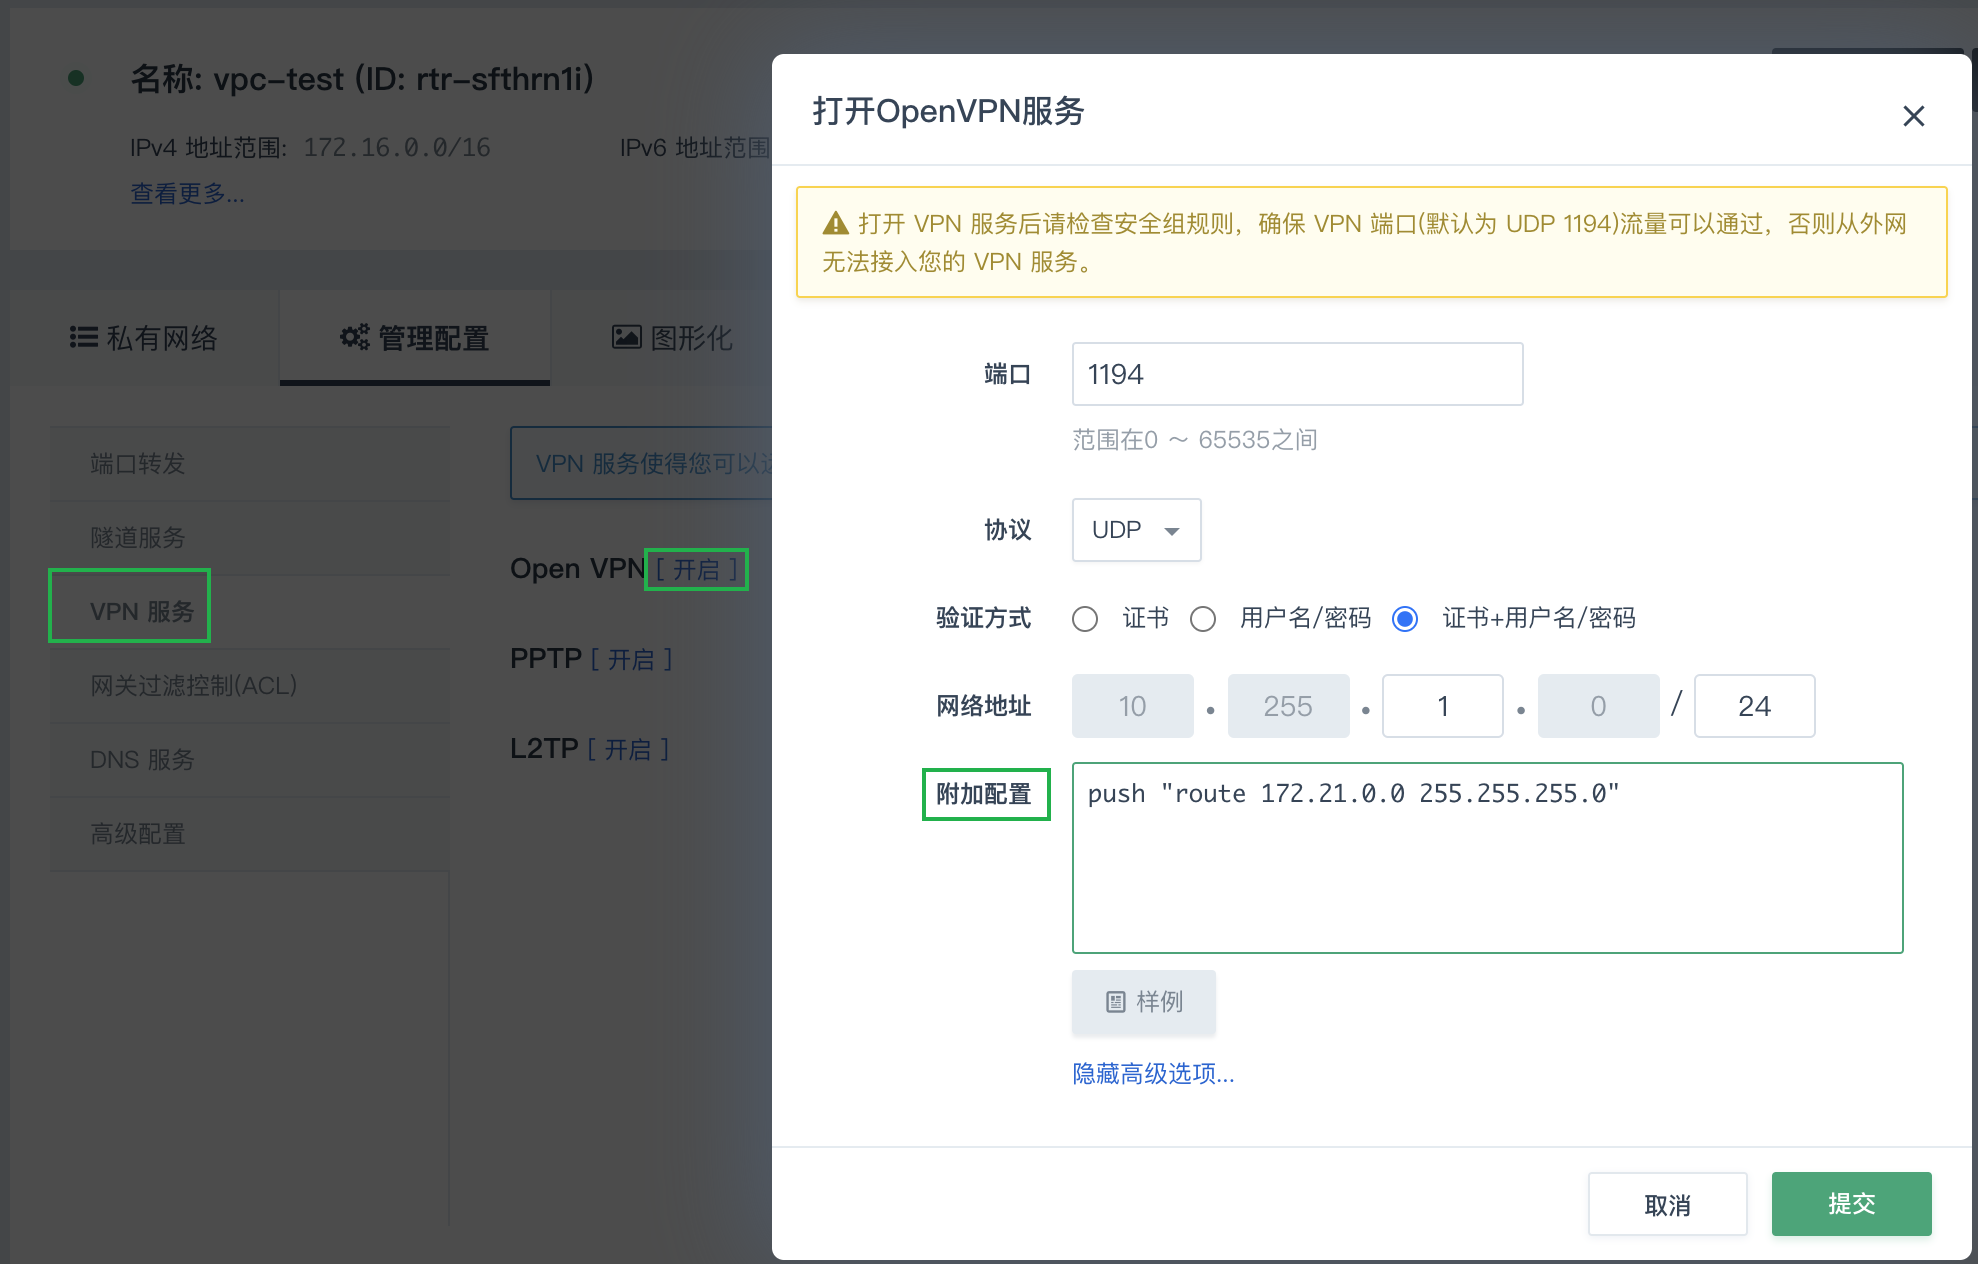 名称: vpc-test (ID: rtr-sfthrn1i)
IPv4 地址范围: 172.16.0.0/16
IPv6 地址范围
查看更多...
私有网络
管理配置
图形化
端口转发
隧道服务
VPN 服务
网关过滤控制(ACL)
DNS 服务
高级配置
VPN 服务使得您可以
Open VPN [ 开启 ]
PPTP [ 开启 ]
L2TP [ 开启 ]
打开OpenVPN服务
打开 VPN 服务后请检查安全组规则，确保 VPN 端口(默认为 UDP 1194)流量可以通过，否则从外网
无法接入您的 VPN 服务。
端口 1194
范围在0 ～ 65535之间
协议 UDP
验证方式 证书 用户名/密码 证书+用户名/密码
网络地址 10 . 255 . 1 . 0 / 24
附加配置 push "route 172.21.0.0 255.255.255.0"
样例
隐藏高级选项...
取消 提交